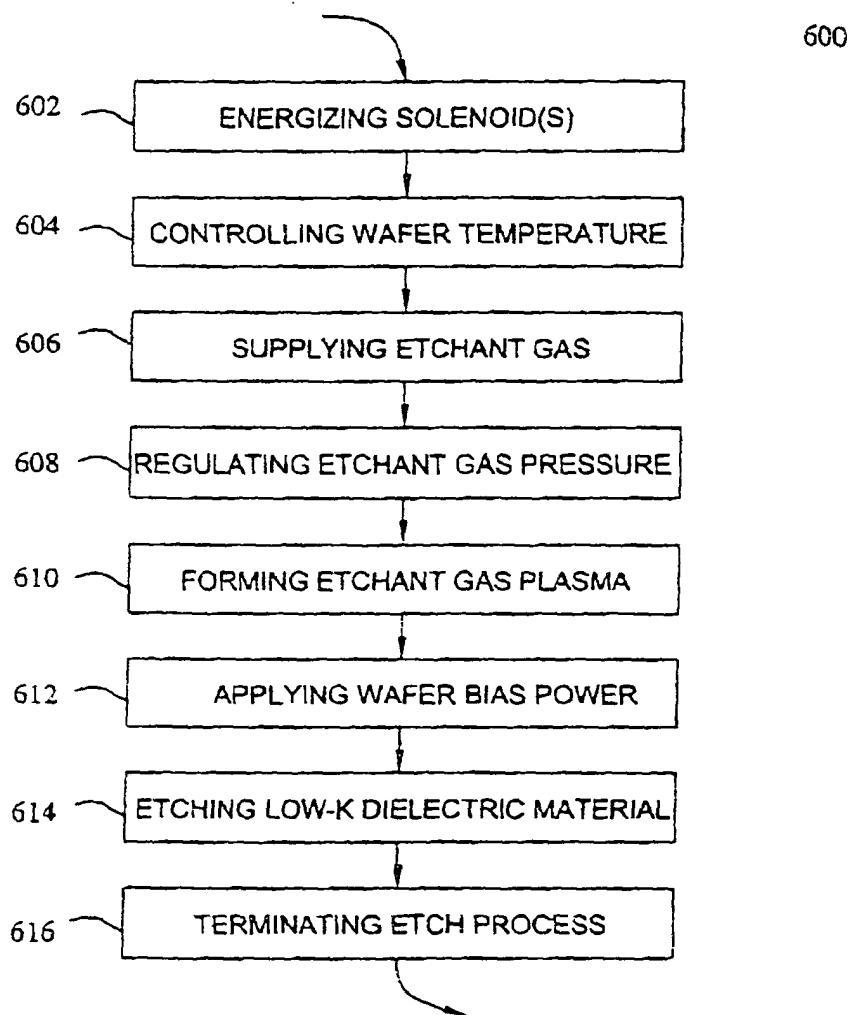 600
602 ENERGIZING SOLENOID(S)
604 CONTROLLING WAFER TEMPERATURE
606 SUPPLYING ETCHANT GAS
608 REGULATING ETCHANT GAS PRESSURE
610 FORMING ETCHANT GAS PLASMA
612 APPLYING WAFER BIAS POWER
614 ETCHING LOW-K DIELECTRIC MATERIAL
616 TERMINATING ETCH PROCESS